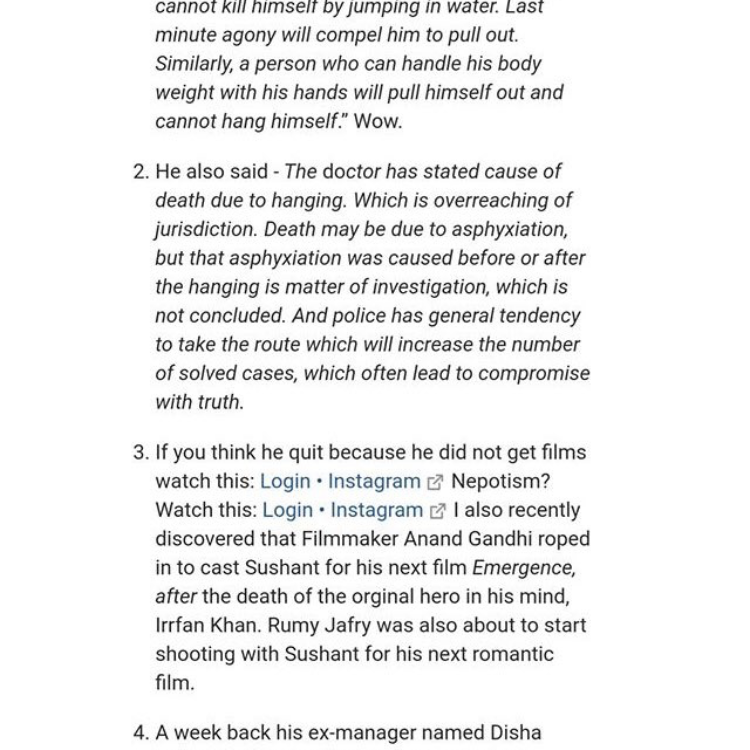 cannot kill himself by jumping in water. Last
minute agony will compel him to pull out.
Similarly, a person who can handle his body
weight with his hands will pull himself out and
cannot hang himself." Wow.
2. He also said - The doctor has stated cause of
death due to hanging. Which is overreaching of
jurisdiction. Death may be due to asphyxiation,
but that asphyxiation was caused before or after
the hanging is matter of investigation, which is
not concluded. And police has general tendency
to take the route which will increase the number
of solved cases, which often lead to compromise
with truth.
3. If you think he quit because he did not get films
watch this: Login • Instagram Nepotism?
Watch this: Login • Instagram I also recently
discovered that Filmmaker Anand Gandhi roped
in to cast Sushant for his next film Emergence,
after the death of the orginal hero in his mind,
Irrfan Khan. Rumy Jafry was also about to start
shooting with Sushant for his next romantic
film.
4. A week back his ex-manager named Disha